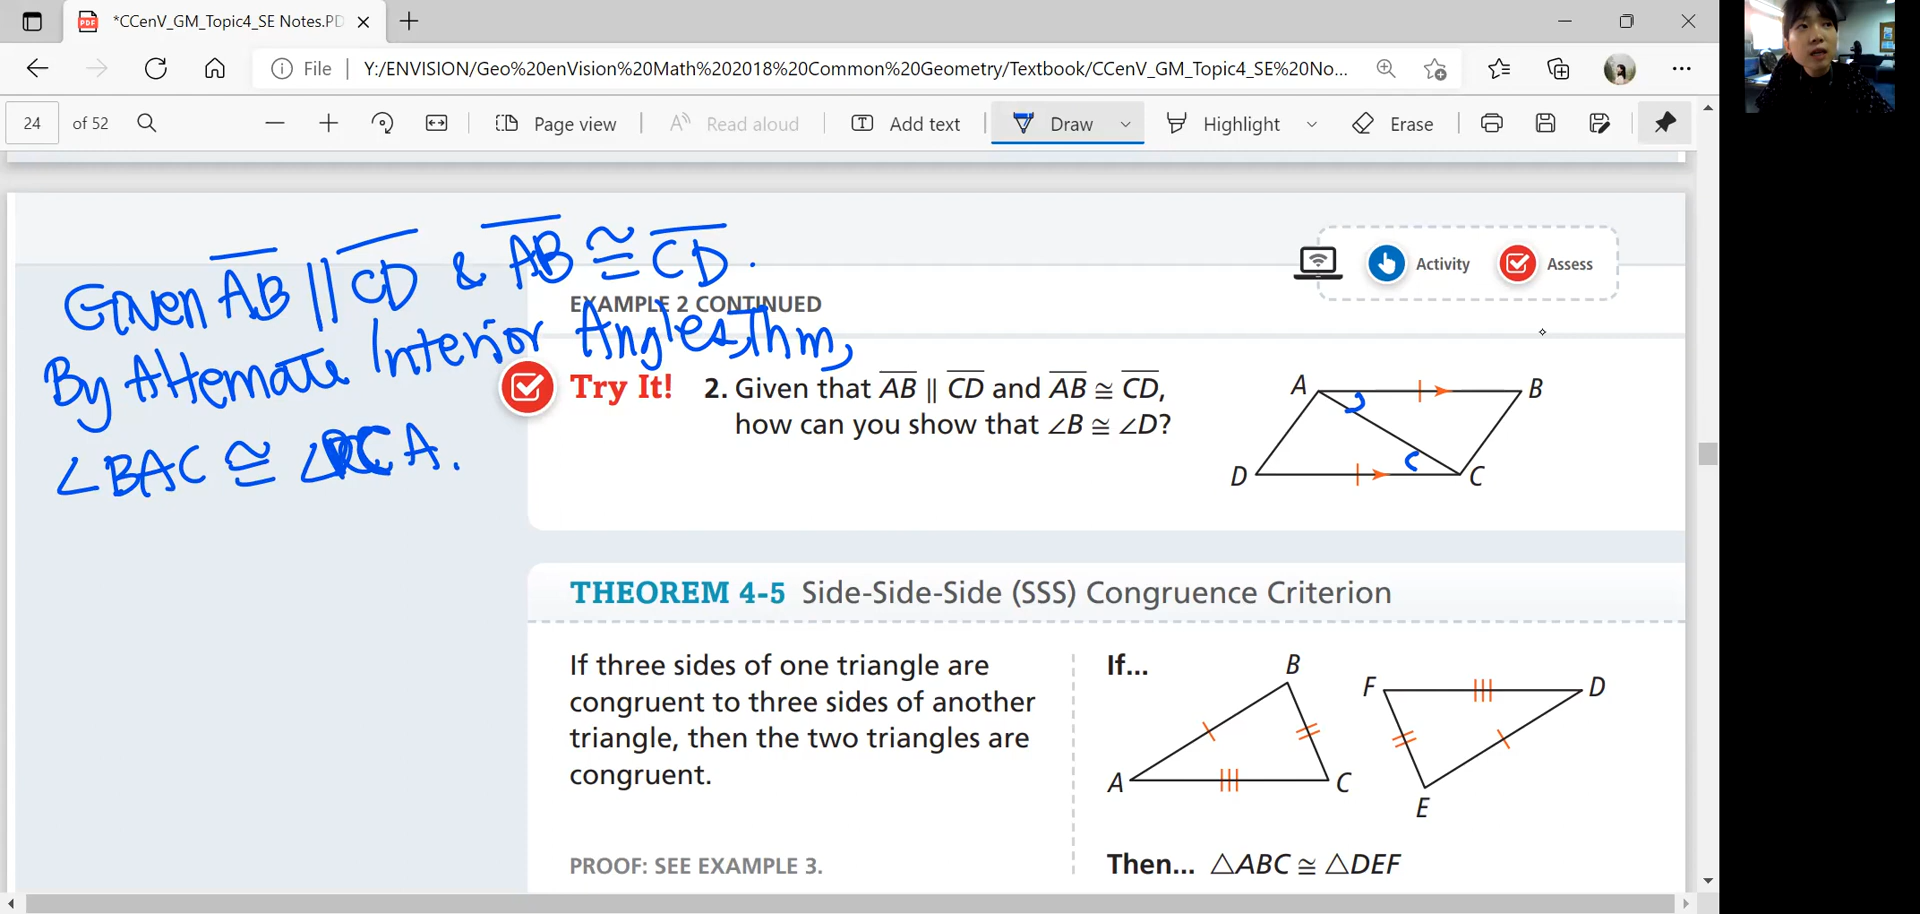 *CCenV_GM_Topic4_SE Notes.PD
File Y:/ENVISION/Geo%20enVision%20Math%202018%20Common%20Geometry/Textbook/CCenV_GM_Topic4_SE%20No...
24 of 52 Page view Read aloud Add text Draw Highlight Erase
Given AB || CD & AB ≅ CD.
By Alternate Interior Angles, Thm,
∠BAC ≅ ∠DCA.
Activity Assess
EXAMPLE 2 CONTINUED
Try It! 2. Given that AB ∥ CD and AB ≅ CD,
how can you show that ∠B ≅ ∠D?
A B
D C
THEOREM 4-5 Side-Side-Side (SSS) Congruence Criterion
If three sides of one triangle are
congruent to three sides of another
triangle, then the two triangles are
congruent.
PROOF: SEE EXAMPLE 3.
If...
B F D
A C E
Then... △ABC ≅ △DEF